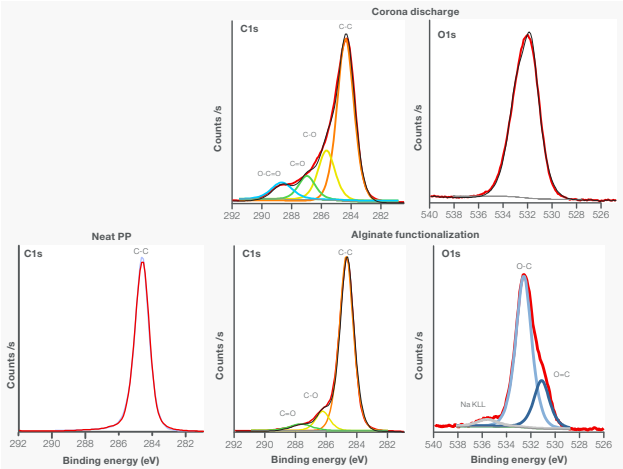 Corona discharge
C1s
C-C
C-O
C=O
O-C=O
Counts /s
292 290 288 286 284 282
O1s
Counts /s
540 538 536 534 532 530 528 526
Neat PP
C1s
C-C
Counts /s
292 290 288 286 284 282
Binding energy (eV)
Alginate functionalization
C1s
C-C
C-O
C=O
Counts /s
292 290 288 286 284 282
Binding energy (eV)
O1s
O-C
O=C
Na KLL
Counts /s
540 538 536 534 532 530 528 526
Binding energy (eV)